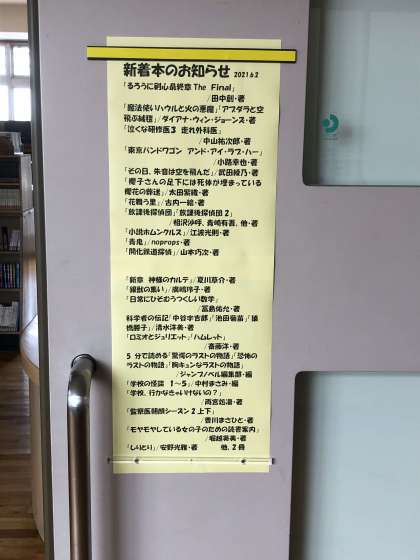 新着本のお知らせ 2021.6.2
「るろうに剣心最終章 The Final」
/田中創・著
「魔法使いハウルと火の悪魔」「アブダラと空
飛ぶ絨毯」/ダイアナ・ウィン・ジョーンズ・著
「泣くな研修医3 走れ外科医」
/中山祐次郎・著
「東京バンドワゴン アンド・アイ・ラブ・ハー」
/小路幸也・著
「その日、朱音は空を飛んだ」/武田綾乃・著
「櫻子さんの足下には死体が埋まっている
櫻花の葬送」/太田紫織・著
「花競う里」/古内一絵・著
「放課後探偵団」「放課後探偵団2」
/相沢沙呼、青崎有吾、他・著
「小説ホムンクルス」/江波光則・著
「青鬼」/noprops・著
「開化鉄道探偵」/山本巧次・著
「新章 神様のカルテ」/夏川草介・著
「銀獣の集い」/廣嶋玲子・著
「日常にひそむうつくしい数学」
/冨島佑允・著
科学者の伝記「中谷宇吉郎」「池田菊苗」「猿
橋勝子」/清水洋美・著
「ロミオとジュリエット」「ハムレット」
/斎藤洋・著
5分で読める「驚愕のラストの物語」「恐怖の
ラストの物語」「胸キュンなラストの物語」
/ジャンプノベル編集部・編
「学校の怪談 1～5」/中村まさみ・編
「学校、行かなきゃいけないの?」
/雨宮処凛・著
「監察医朝顔シーズン2上下」
/香川まさひと・著
「モヤモヤしている女の子のための読書案内」
/堀越英美・著
「しりとり」/安野光雅・著 他、2冊